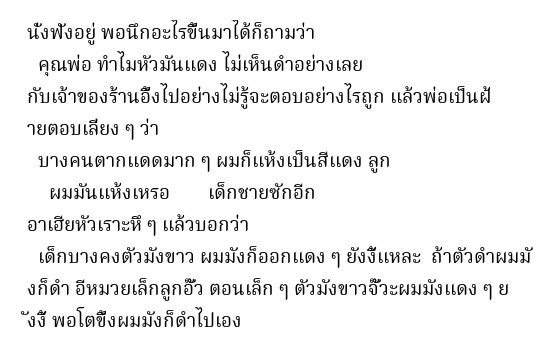 นั่งฟังอยู่ พอนึกอะไรขึ้นมาได้ก็ถามว่า
คุณพ่อ ทำไมหัวมันแดง ไม่เห็นดำอย่างเลย
กับเจ้าของร้านอึ้งไปอย่างไม่รู้จะตอบอย่างไรถูก แล้วพ่อเป็นฝ่
ายตอบเลียง ๆ ว่า
บางคนตากแดดมาก ๆ ผมก็แห้งเป็นสีแดง ลูก
ผมมันแห้งเหรอ เด็กชายซักอีก
อาเฮียหัวเราะหึ ๆ แล้วบอกว่า
เด็กบางคงตัวมังขาว ผมมังก็ออกแดง ๆ ยังงี้แหละ ถ้าตัวดำผมมั
งก็ดำ อีหมวยเล็กลูกอั๊ว ตอนเล็ก ๆ ตัวมังขาวจั๊วะผมมังแดง ๆ ย
ังงี้ พอโตขึ้งผมมังก็ดำไปเอง